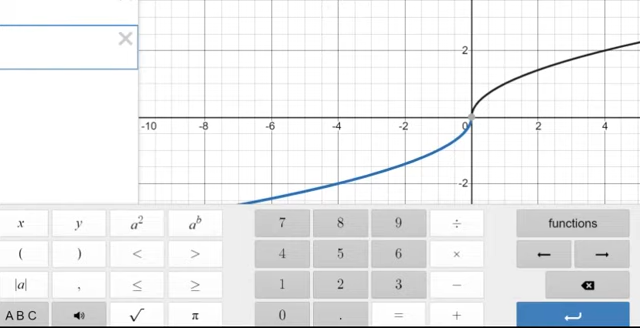 2
-10 -8 -6 -4 -2 0 2 4
-2
x y a² aᵇ 7 8 9 ÷ functions
( ) < > 4 5 6 × ← →
|a| , ≤ ≥ 1 2 3 −
A B C √ π 0 . = +